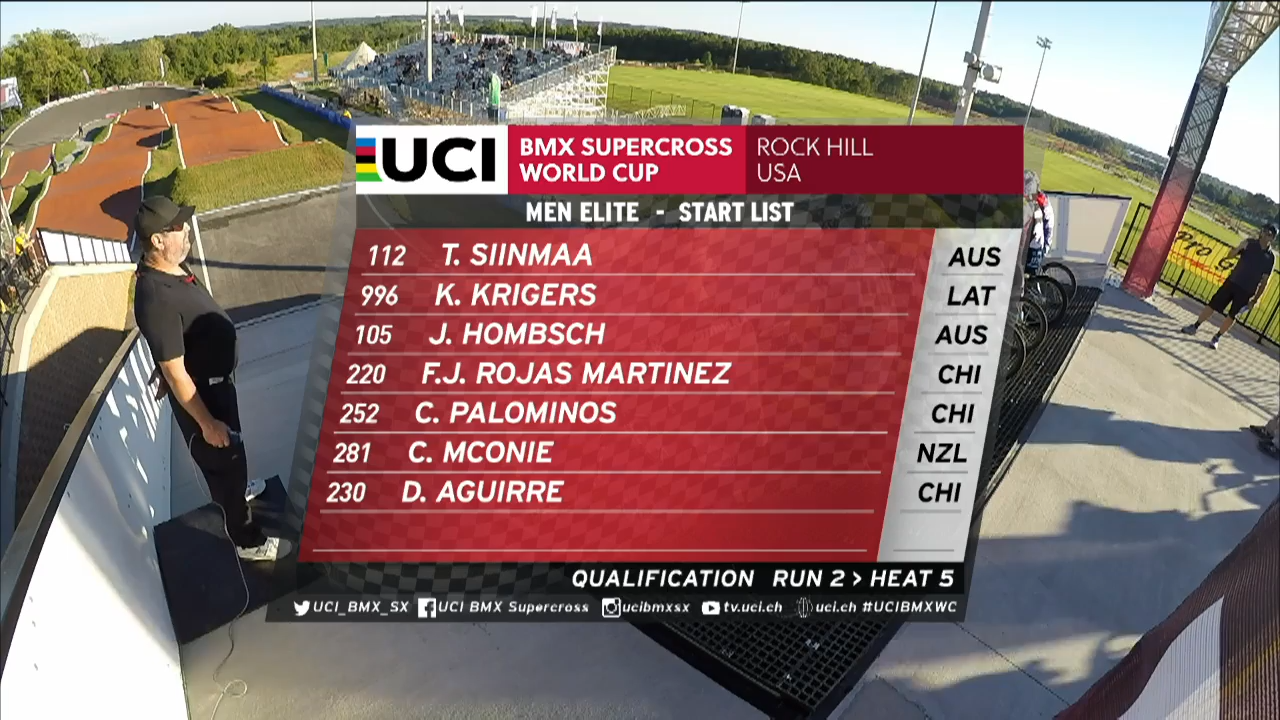 UCI BMX SUPERCROSS WORLD CUP ROCK HILL USA
MEN ELITE - START LIST
112 T. SIINMAA AUS
996 K. KRIGERS LAT
105 J. HOMBSCH AUS
220 F.J. ROJAS MARTINEZ CHI
252 C. PALOMINOS CHI
281 C. MCONIE NZL
230 D. AGUIRRE CHI
QUALIFICATION RUN 2 > HEAT 5
UCI_BMX_SX UCI BMX Supercross ucibmxsx tv.uci.ch uci.ch #UCIBMXWC